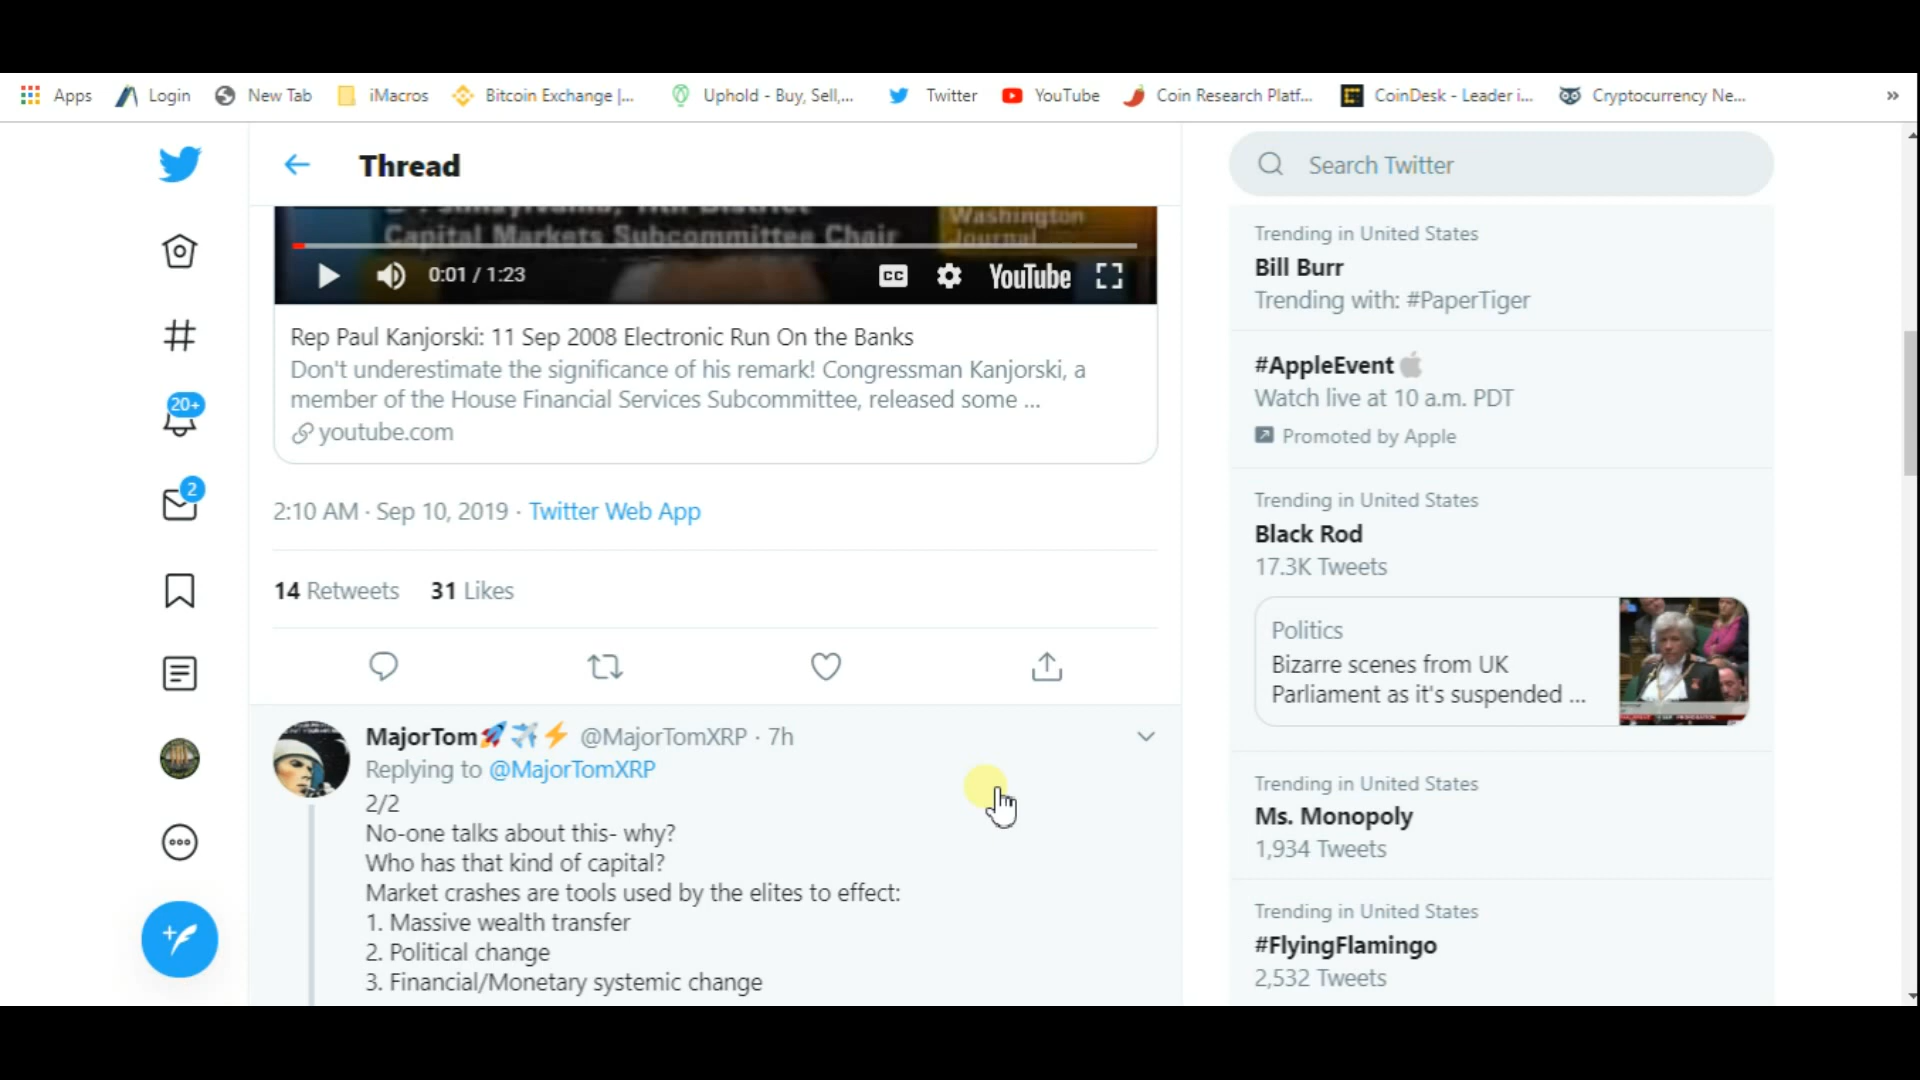 Apps
Login
New Tab
iMacros
Bitcoin Exchange |...
Uphold - Buy, Sell,...
Twitter
YouTube
Coin Research Platf...
CoinDesk - Leader i...
Cryptocurrency Ne...
»
Thread
Search Twitter
Capital Markets Subcommittee Chair
Washington
Journal
0:01 / 1:23
CC
YouTube
Rep Paul Kanjorski: 11 Sep 2008 Electronic Run On the Banks
Don't underestimate the significance of his remark! Congressman Kanjorski, a
member of the House Financial Services Subcommittee, released some ...
youtube.com
2:10 AM · Sep 10, 2019 · Twitter Web App
14 Retweets 31 Likes
MajorTom🚀✈️⚡ @MajorTomXRP · 7h
Replying to @MajorTomXRP
2/2
No-one talks about this- why?
Who has that kind of capital?
Market crashes are tools used by the elites to effect:
1. Massive wealth transfer
2. Political change
3. Financial/Monetary systemic change
20+
2
Trending in United States
Bill Burr
Trending with: #PaperTiger
#AppleEvent
Watch live at 10 a.m. PDT
Promoted by Apple
Trending in United States
Black Rod
17.3K Tweets
Politics
Bizarre scenes from UK
Parliament as it's suspended ...
Trending in United States
Ms. Monopoly
1,934 Tweets
Trending in United States
#FlyingFlamingo
2,532 Tweets